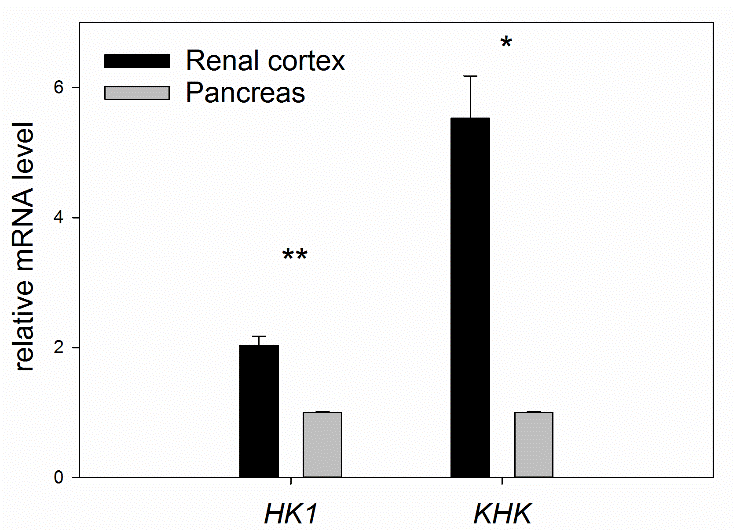 Renal cortex
Pancreas
relative mRNA level
6
4
2
0
**
*
HK1
KHK